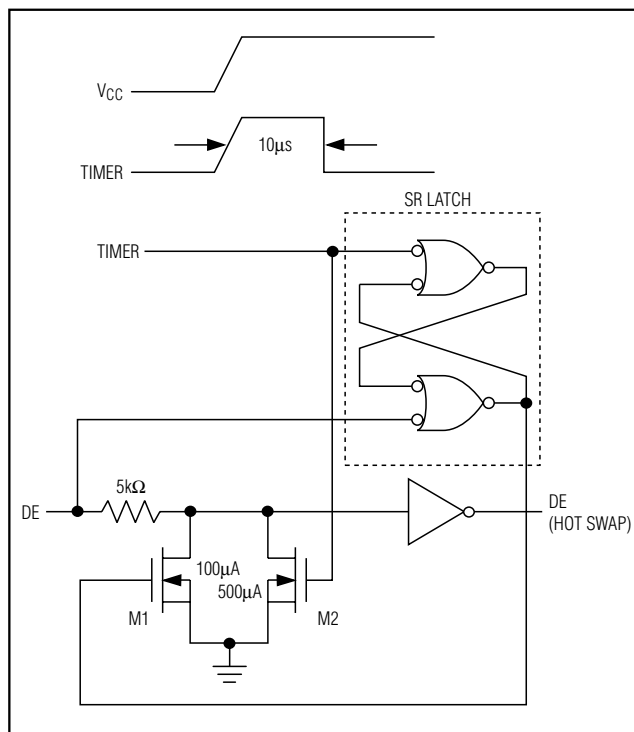 VCC
TIMER
10μs
SR LATCH
TIMER
5kΩ
DE
DE
(HOT SWAP)
100μA
500μA
M1
M2